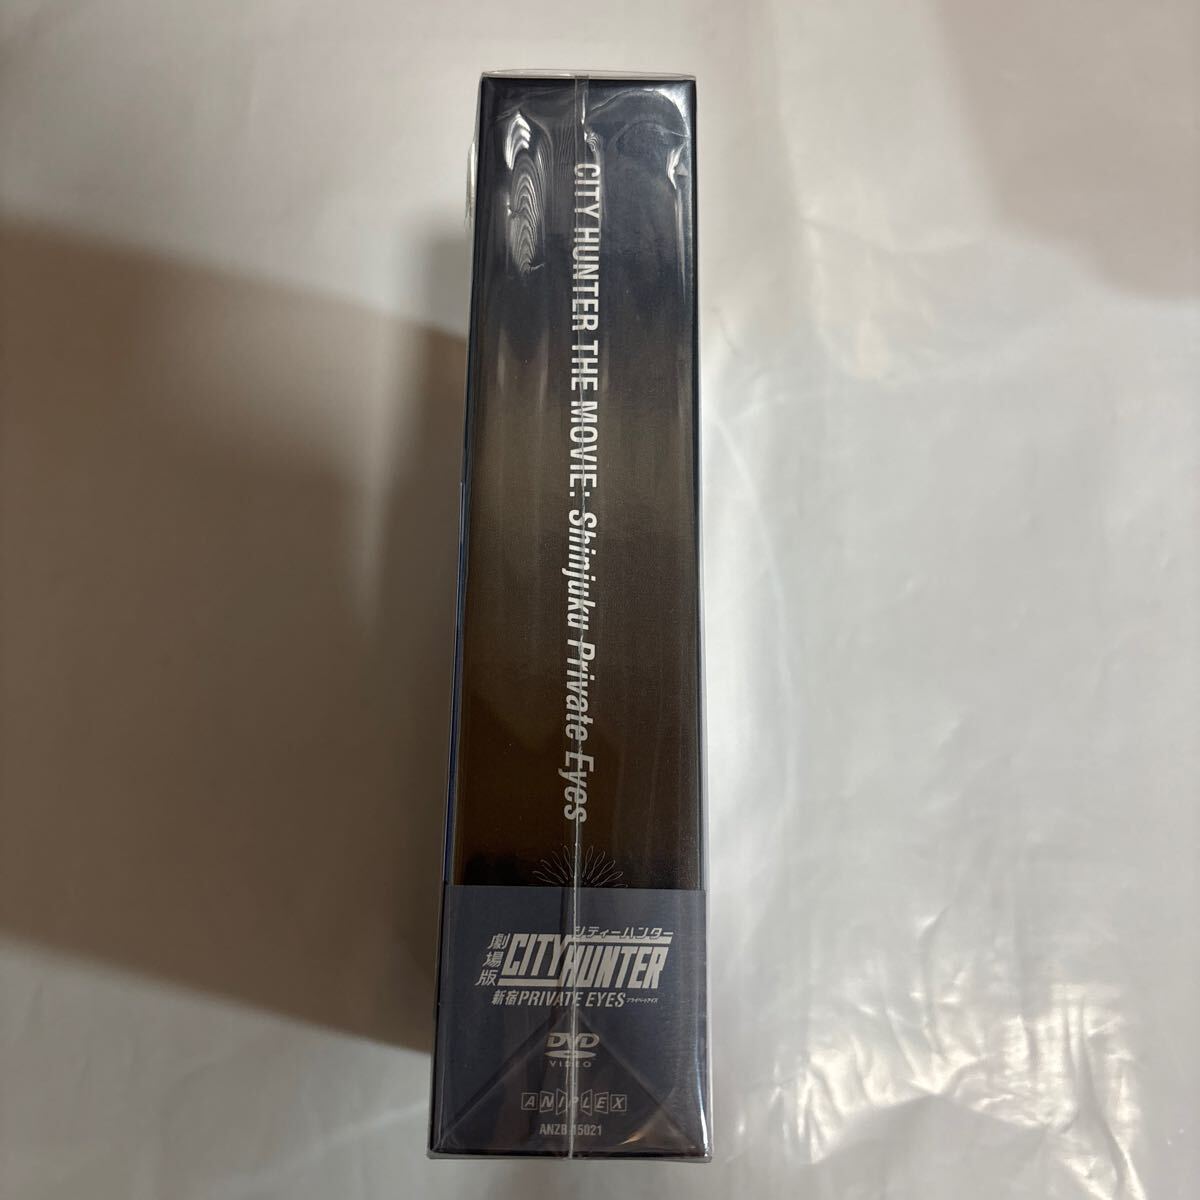 CITY HUNTER THE MOVIE: Shinjuku Private Eyes
シティーハンター
劇場版
CITY HUNTER
新宿PRIVATE EYES プライベートアイズ
DVD
VIDEO
ANIPLEX
ANZB-15021